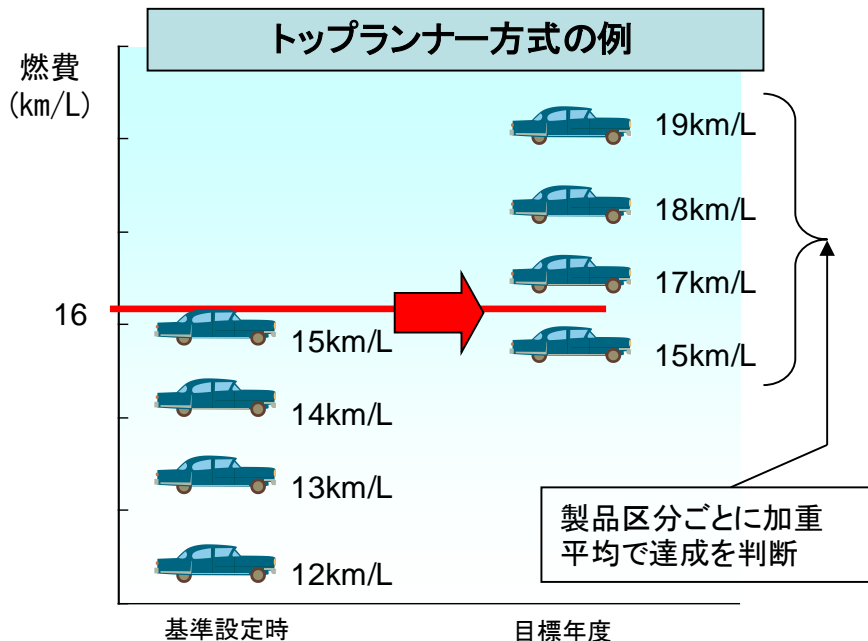 トップランナー方式の例
燃費
(km/L)
19km/L
18km/L
17km/L
16
15km/L
15km/L
14km/L
13km/L
12km/L
製品区分ごとに加重
平均で達成を判断
基準設定時
目標年度